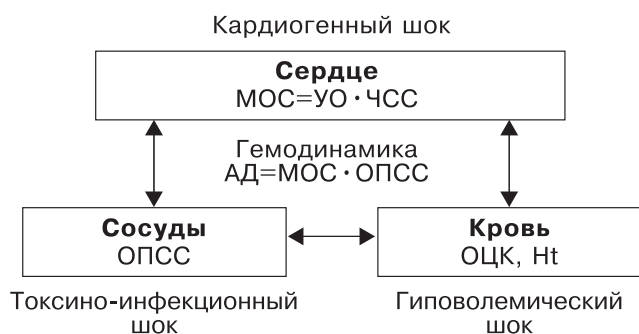 Кардиогенный шок
Сердце
МОС=УО·ЧСС
Гемодинамика
АД=МОС·ОПСС
Сосуды
ОПСС
Кровь
ОЦК, Ht
Токсино-инфекционный
шок
Гиповолемический
шок